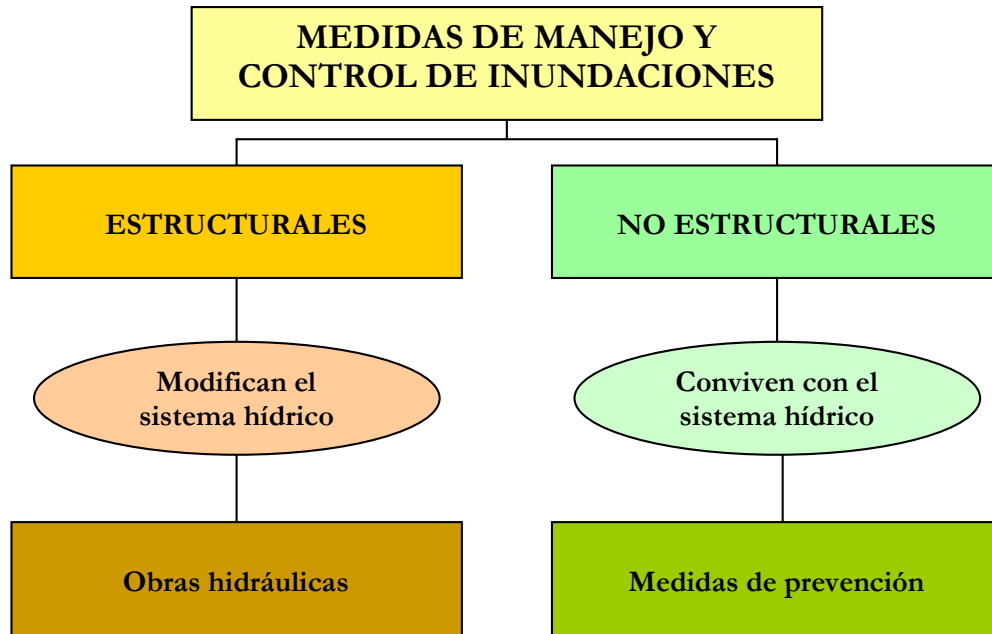 MEDIDAS DE MANEJO Y
CONTROL DE INUNDACIONES
ESTRUCTURALES
NO ESTRUCTURALES
Modifican el
sistema hídrico
Conviven con el
sistema hídrico
Obras hidráulicas
Medidas de prevención